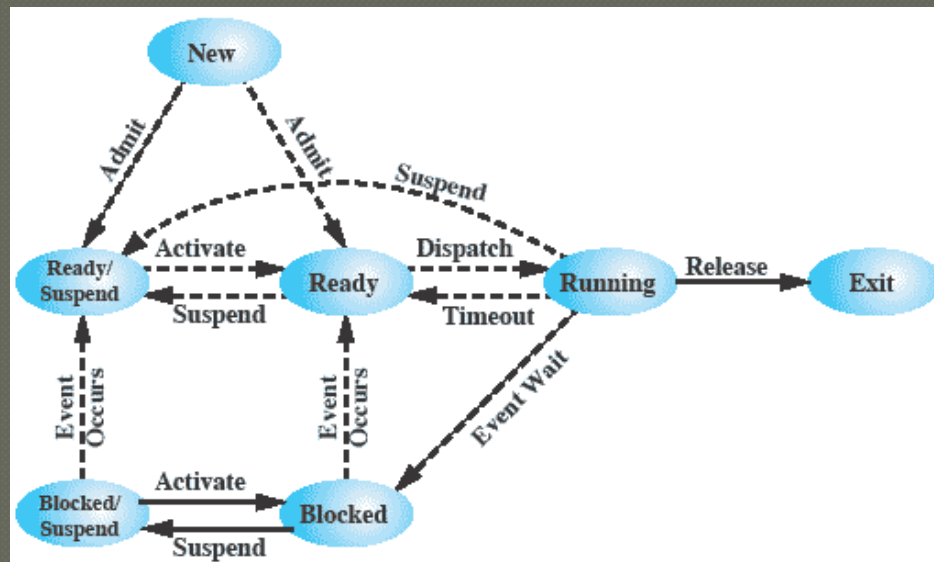 New
Admit
Admit
Suspend
Ready/
Suspend
Activate
Suspend
Ready
Dispatch
Timeout
Running
Release
Exit
Event
Occurs
Event
Occurs
Event Wait
Blocked/
Suspend
Activate
Suspend
Blocked